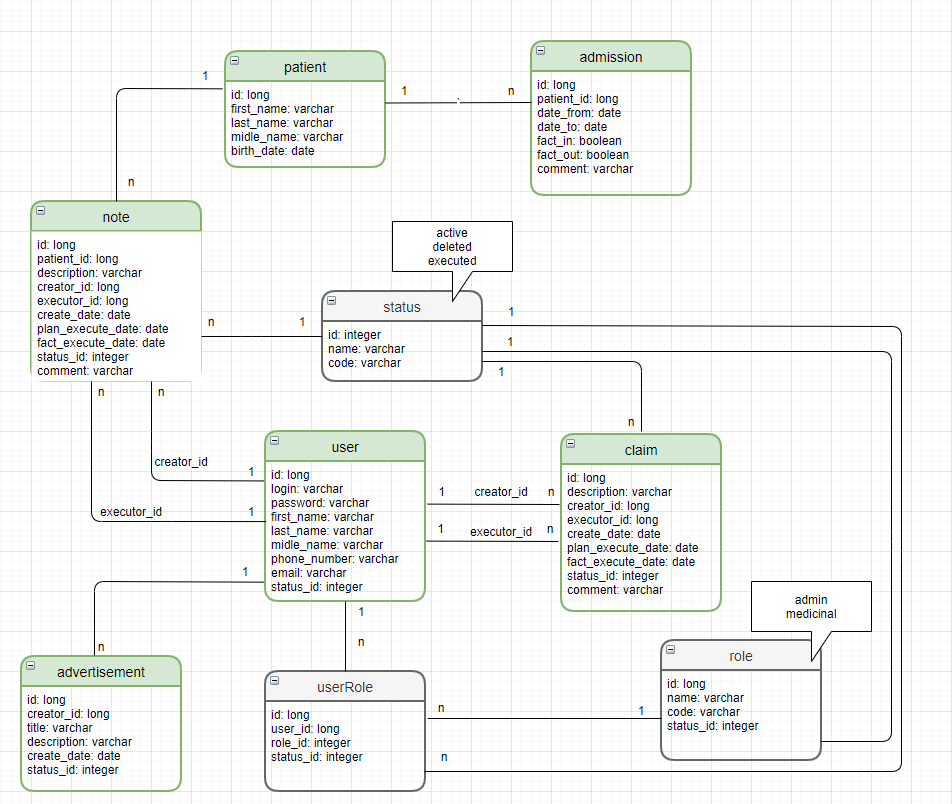 patient
id: long
first_name: varchar
last_name: varchar
midle_name: varchar
birth_date: date
admission
id: long
patient_id: long
date_from: date
date_to: date
fact_in: boolean
fact_out: boolean
comment: varchar
1
1
n
n
note
id: long
patient_id: long
description: varchar
creator_id: long
executor_id: long
create_date: date
plan_execute_date: date
fact_execute_date: date
status_id: integer
comment: varchar
active
deleted
executed
status
id: integer
name: varchar
code: varchar
n
1
1
1
1
n
n
n
creator_id
1
executor_id
1
user
id: long
login: varchar
password: varchar
first_name: varchar
last_name: varchar
midle_name: varchar
phone_number: varchar
email: varchar
status_id: integer
1
creator_id
n
1
executor_id
n
claim
id: long
description: varchar
creator_id: long
executor_id: long
create_date: date
plan_execute_date: date
fact_execute_date: date
status_id: integer
comment: varchar
1
n
1
n
admin
medicinal
advertisement
id: long
creator_id: long
title: varchar
description: varchar
create_date: date
status_id: integer
userRole
id: long
user_id: long
role_id: integer
status_id: integer
n
1
n
role
id: long
name: varchar
code: varchar
status_id: integer